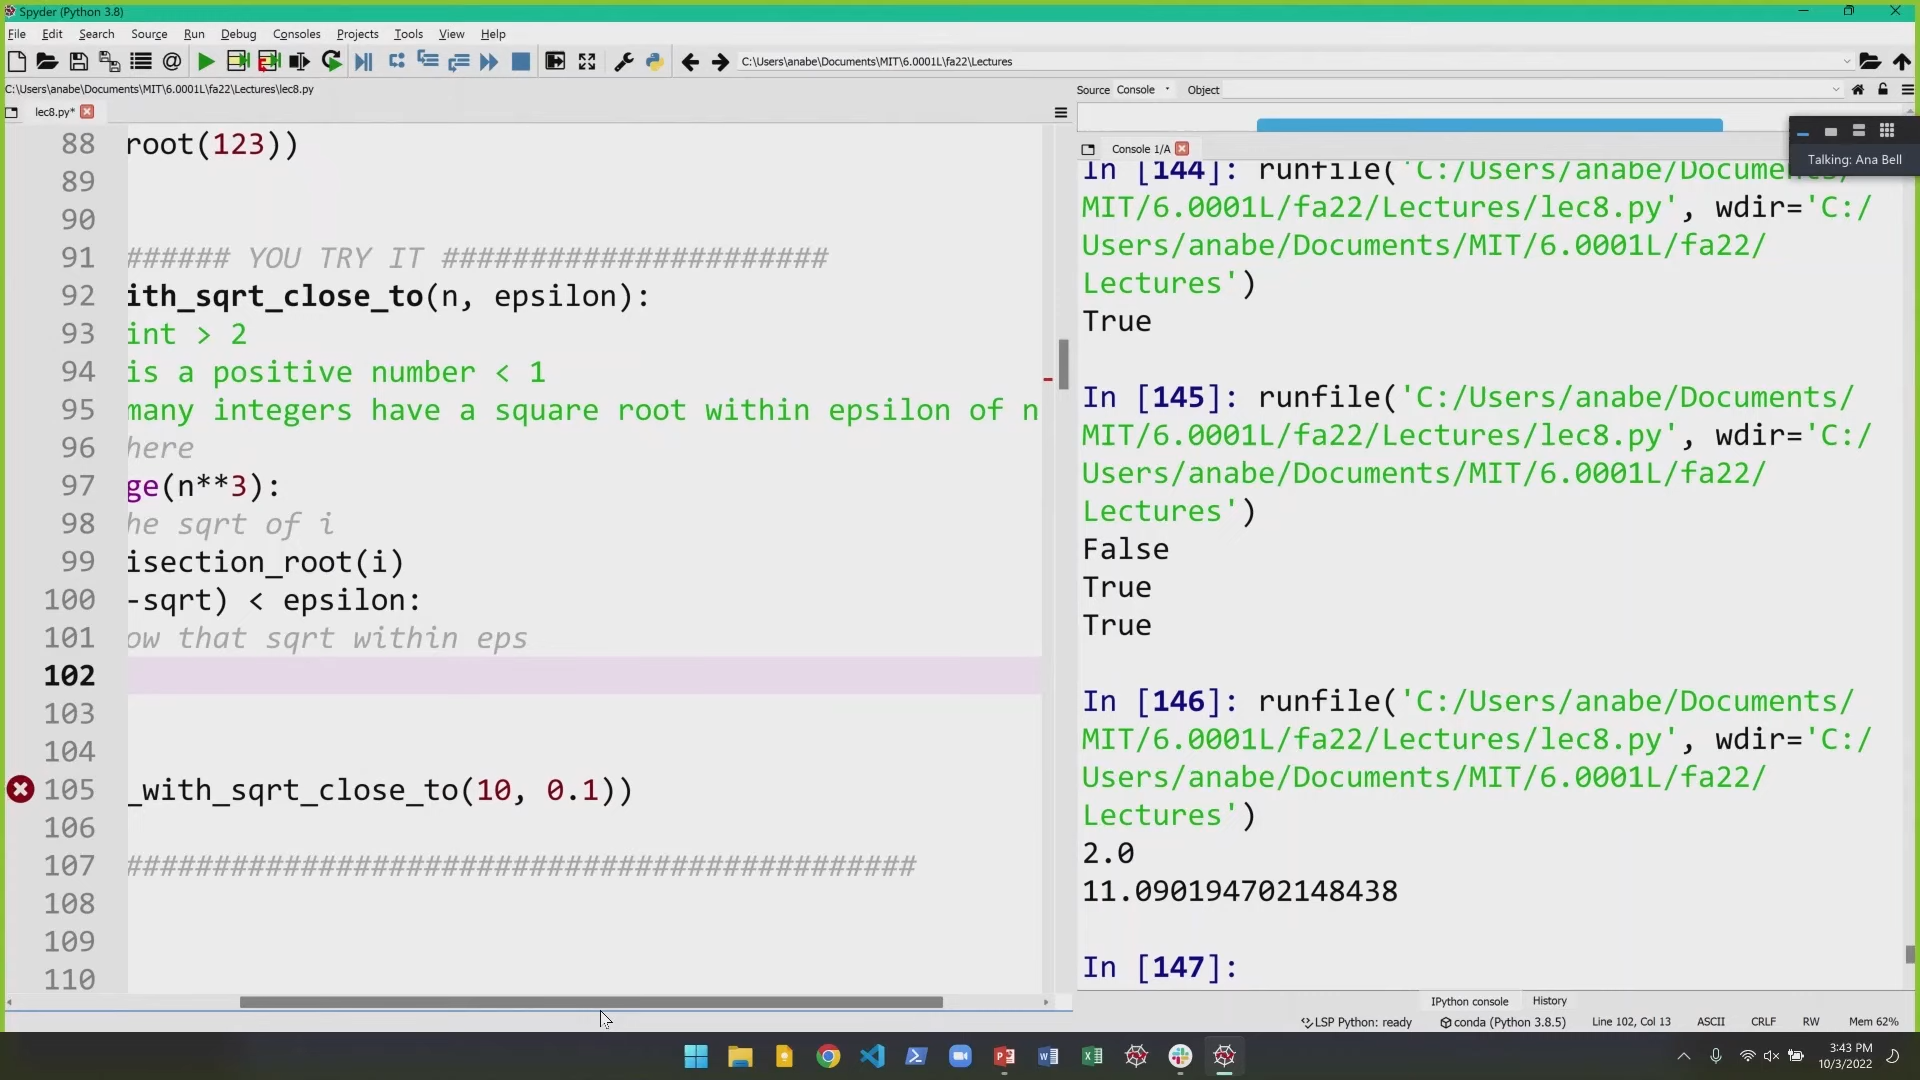 Spyder (Python 3.8)
File Edit Search Source Run Debug Consoles Projects Tools View Help
C:\Users\anabe\Documents\MIT\6.0001L\fa22\Lectures
C:\Users\anabe\Documents\MIT\6.0001L\fa22\Lectures\lec8.py
lec8.py*
88 root(123))
89
90
91 ###### YOU TRY IT ######################
92 ith_sqrt_close_to(n, epsilon):
93 int > 2
94 is a positive number < 1
95 many integers have a square root within epsilon of n
96 here
97 ge(n**3):
98 he sqrt of i
99 isection_root(i)
100 -sqrt) < epsilon:
101 ow that sqrt within eps
102
103
104
105 _with_sqrt_close_to(10, 0.1))
106
107 ##############################################
108
109
110
Source Console Object
Console 1/A
Talking: Ana Bell
In [144]: runfile('C:/Users/anabe/Documents/
MIT/6.0001L/fa22/Lectures/lec8.py', wdir='C:/
Users/anabe/Documents/MIT/6.0001L/fa22/
Lectures')
True
In [145]: runfile('C:/Users/anabe/Documents/
MIT/6.0001L/fa22/Lectures/lec8.py', wdir='C:/
Users/anabe/Documents/MIT/6.0001L/fa22/
Lectures')
False
True
True
In [146]: runfile('C:/Users/anabe/Documents/
MIT/6.0001L/fa22/Lectures/lec8.py', wdir='C:/
Users/anabe/Documents/MIT/6.0001L/fa22/
Lectures')
2.0
11.090194702148438
In [147]:
IPython console History
LSP Python: ready conda (Python 3.8.5) Line 102, Col 13 ASCII CRLF RW Mem 62%
3:43 PM
10/3/2022